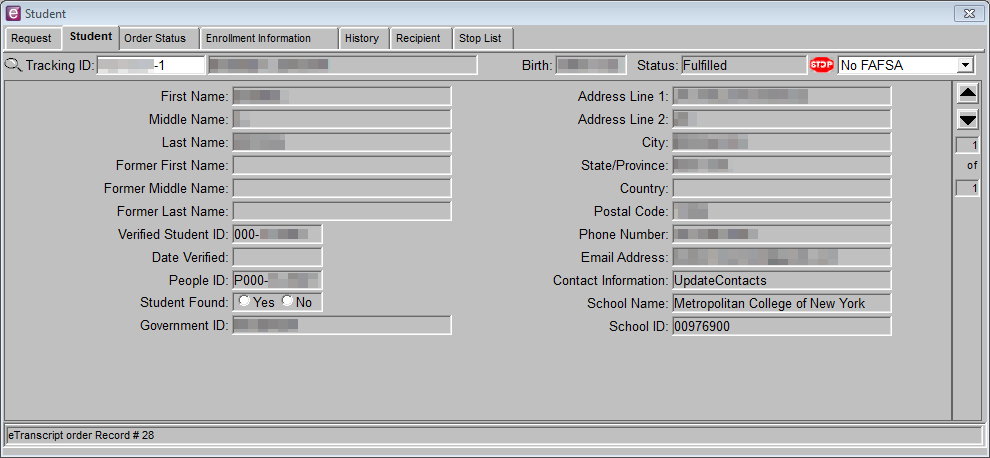 Student
Request Student Order Status Enrollment Information History Recipient Stop List
Tracking ID: -1 Birth: Status: Fulfilled STOP No FAFSA
First Name: Address Line 1:
Middle Name: Address Line 2:
Last Name: City:
Former First Name: State/Province:
Former Middle Name: Country:
Former Last Name: Postal Code:
Verified Student ID: 000- Phone Number:
Date Verified: Email Address:
People ID: P000- Contact Information: UpdateContacts
Student Found: Yes No School Name: Metropolitan College of New York
Government ID: School ID: 00976900
1
of
1
eTranscript order Record # 28